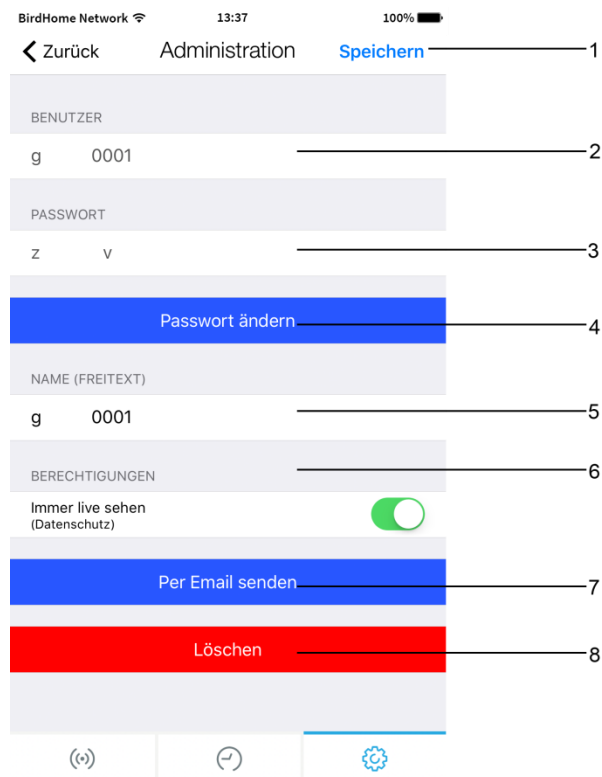 BirdHome Network 13:37 100%
Zurück Administration Speichern 1
BENUTZER
g 0001 2
PASSWORT
z v 3
Passwort ändern 4
NAME (FREITEXT)
g 0001 5
BERECHTIGUNGEN 6
Immer live sehen
(Datenschutz)
Per Email senden 7
Löschen 8